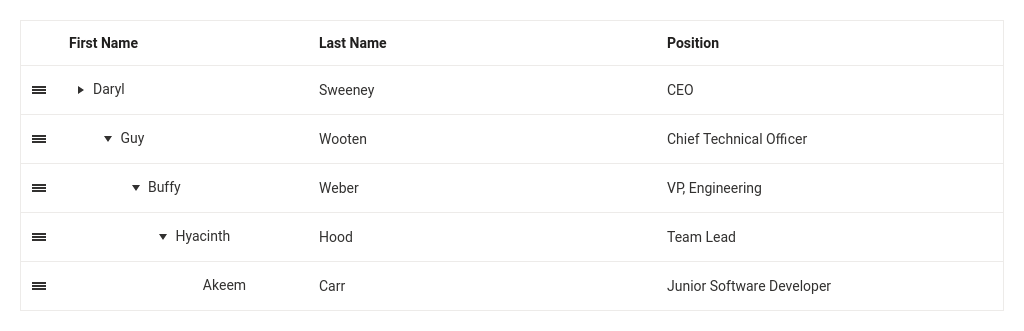 First Name Last Name Position
Daryl Sweeney CEO
Guy Wooten Chief Technical Officer
Buffy Weber VP, Engineering
Hyacinth Hood Team Lead
Akeem Carr Junior Software Developer